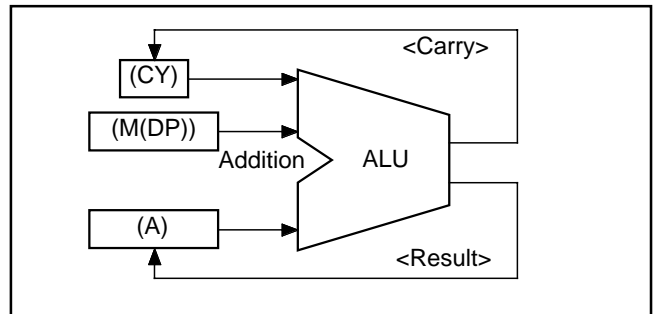 <Carry>
(CY)
(M(DP))
Addition
ALU
(A)
<Result>